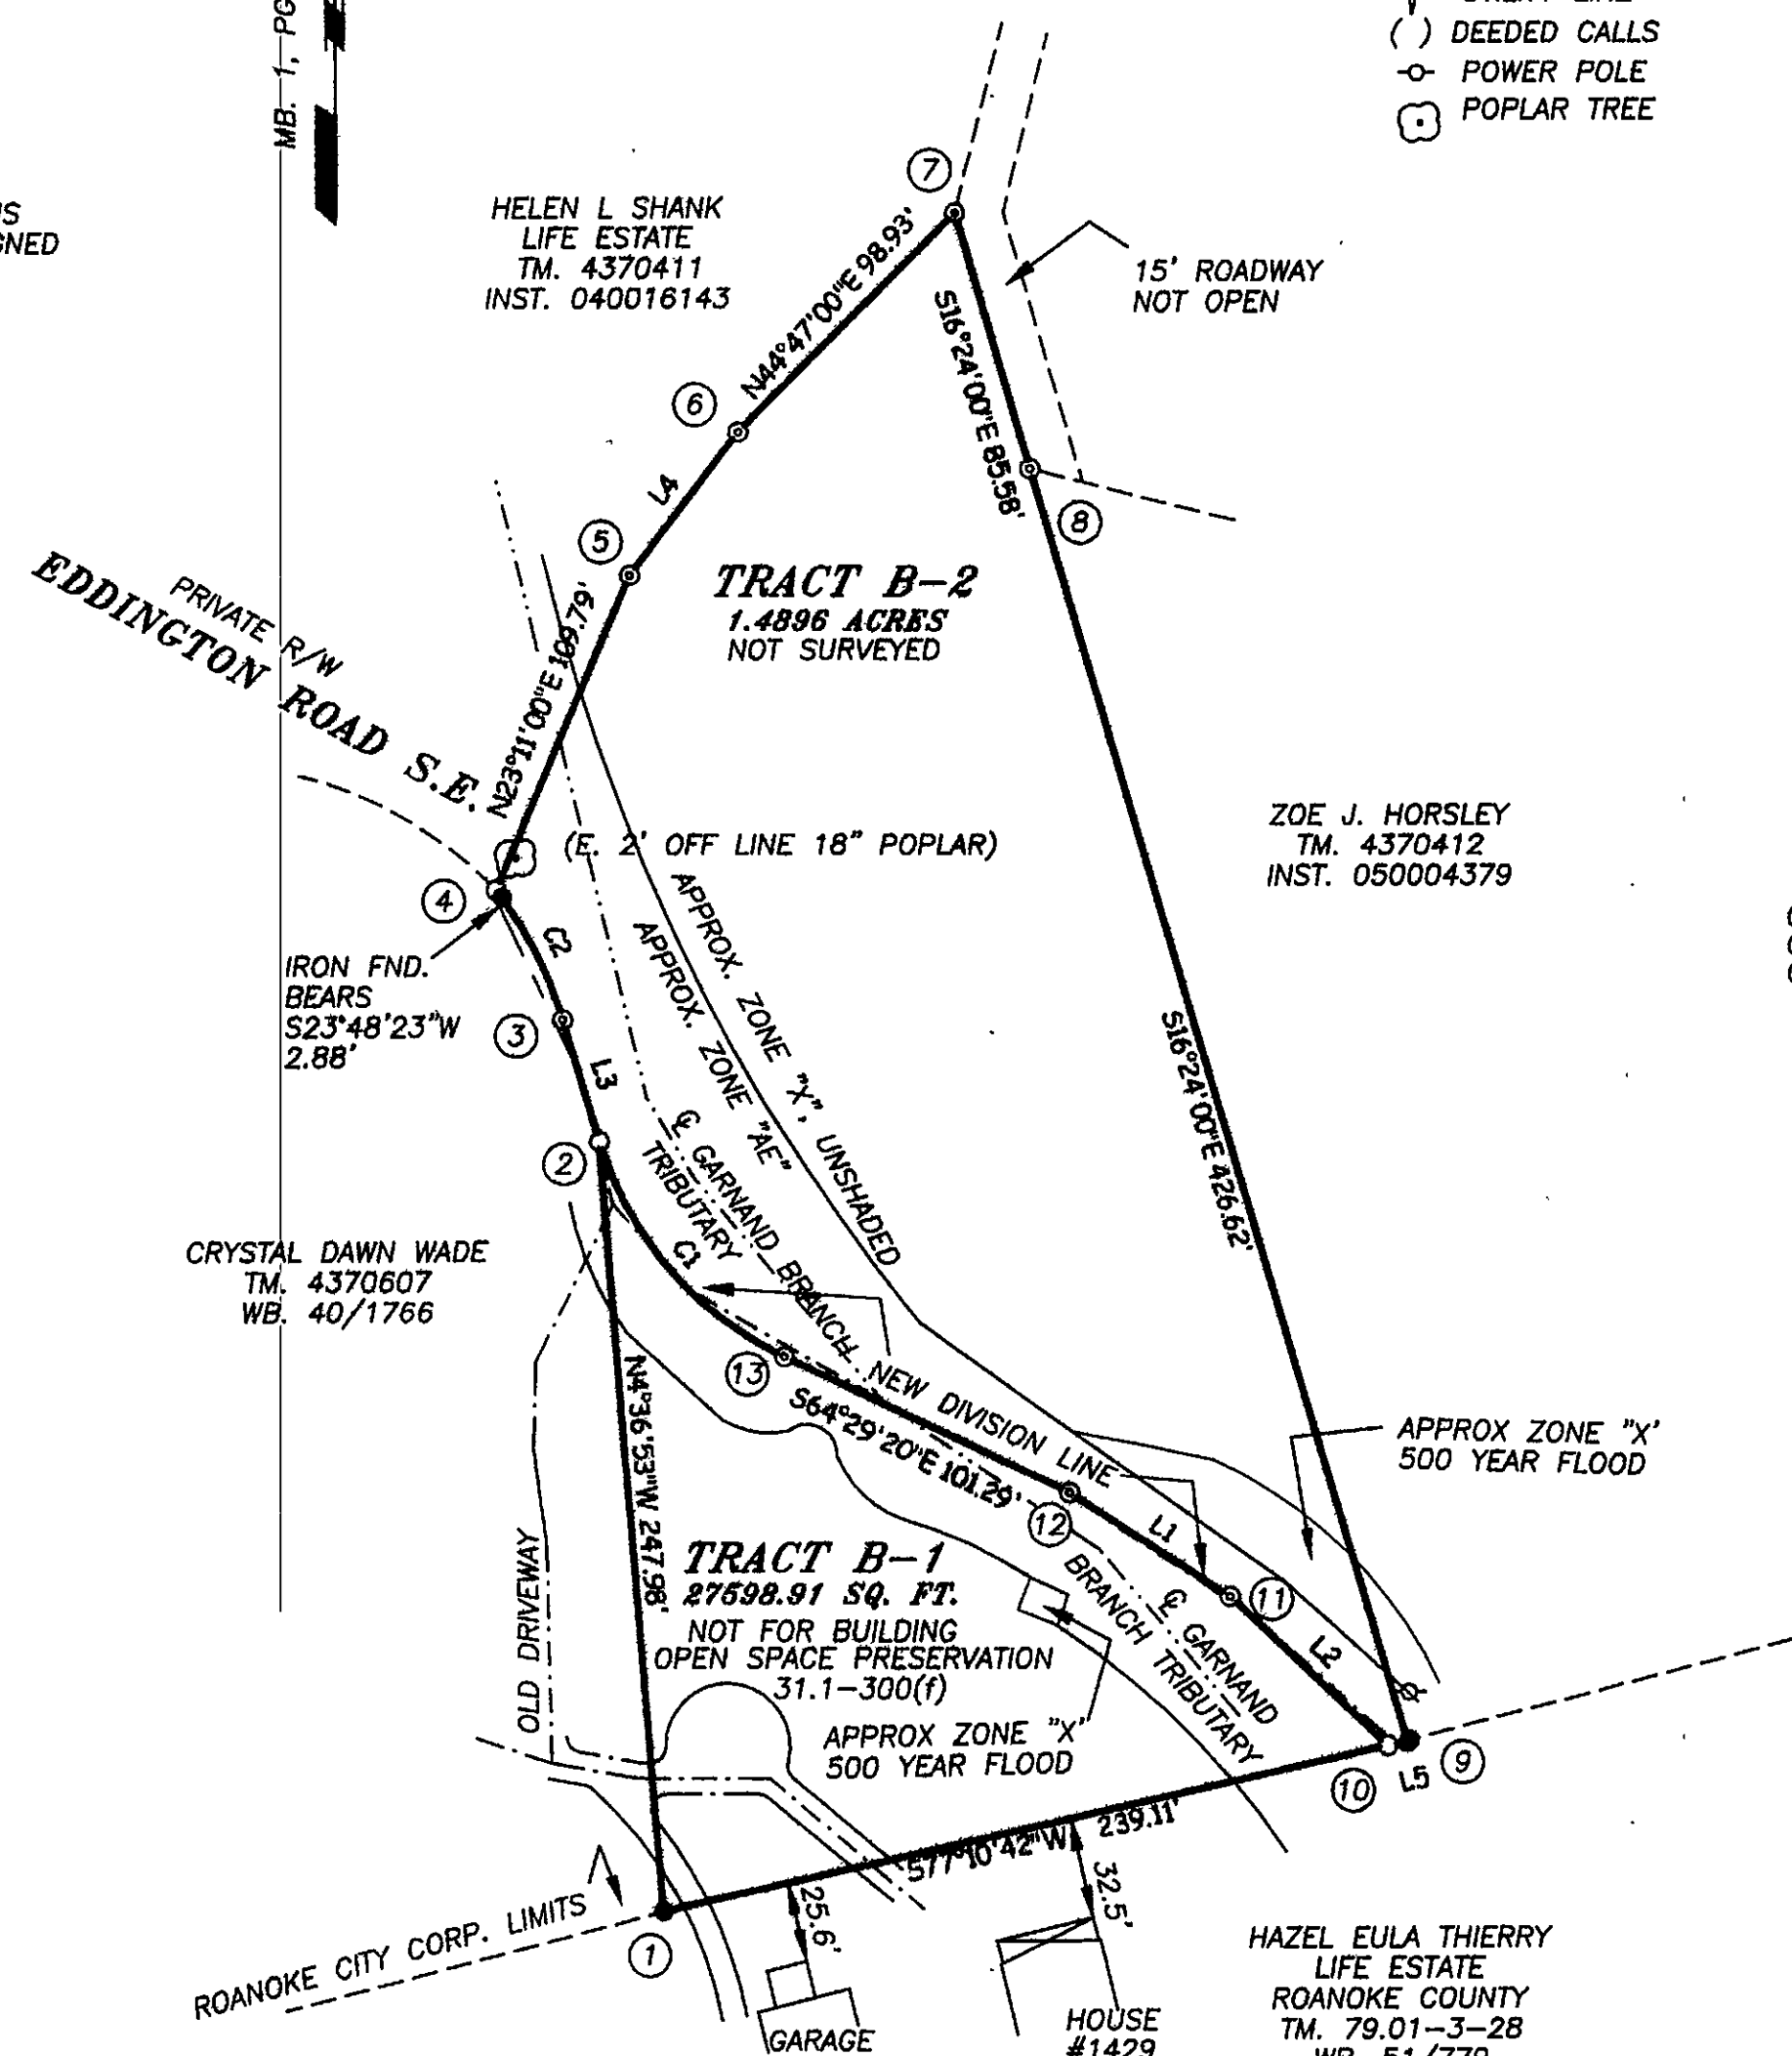 MB. 1, PG
DEEDED CALLS
POWER POLE
POPLAR TREE
GNED
HELEN L SHANK
LIFE ESTATE
TM. 4370411
INST. 040016143
7
N44°47'00"E 98.93'
15' ROADWAY
NOT OPEN
S16°24'00"E 85.58'
6
L4
5
8
TRACT B-2
1.4896 ACRES
NOT SURVEYED
PRIVATE R/W
EDDINGTON ROAD S.E.
N23°11'00"E 109.79'
(E. 2' OFF LINE 18" POPLAR)
ZOE J. HORSLEY
TM. 4370412
INST. 050004379
4
C2
IRON FND.
BEARS
S23°48'23"W
2.88'
3
L3
APPROX. ZONE "X", UNSHADED
APPROX. ZONE "AE"
S16°24'00"E 426.62'
2
℄ GARNAND BRANCH
TRIBUTARY
CRYSTAL DAWN WADE
TM. 4370607
WB. 40/1766
C1
13
NEW DIVISION LINE
S64°29'20"E 101.29'
N4°36'53"W 247.98'
APPROX ZONE "X'
500 YEAR FLOOD
12
L1
11
L2
OLD DRIVEWAY
TRACT B-1
27598.91 SQ. FT.
NOT FOR BUILDING
OPEN SPACE PRESERVATION
31.1-300(f)
APPROX ZONE "X"
500 YEAR FLOOD
℄ GARNAND
BRANCH TRIBUTARY
10
L5
9
S77°10'42"W 239.11'
25.6'
32.5'
ROANOKE CITY CORP. LIMITS
1
GARAGE
HOUSE
#1429
HAZEL EULA THIERRY
LIFE ESTATE
ROANOKE COUNTY
TM. 79.01-3-28
WB. 51/779